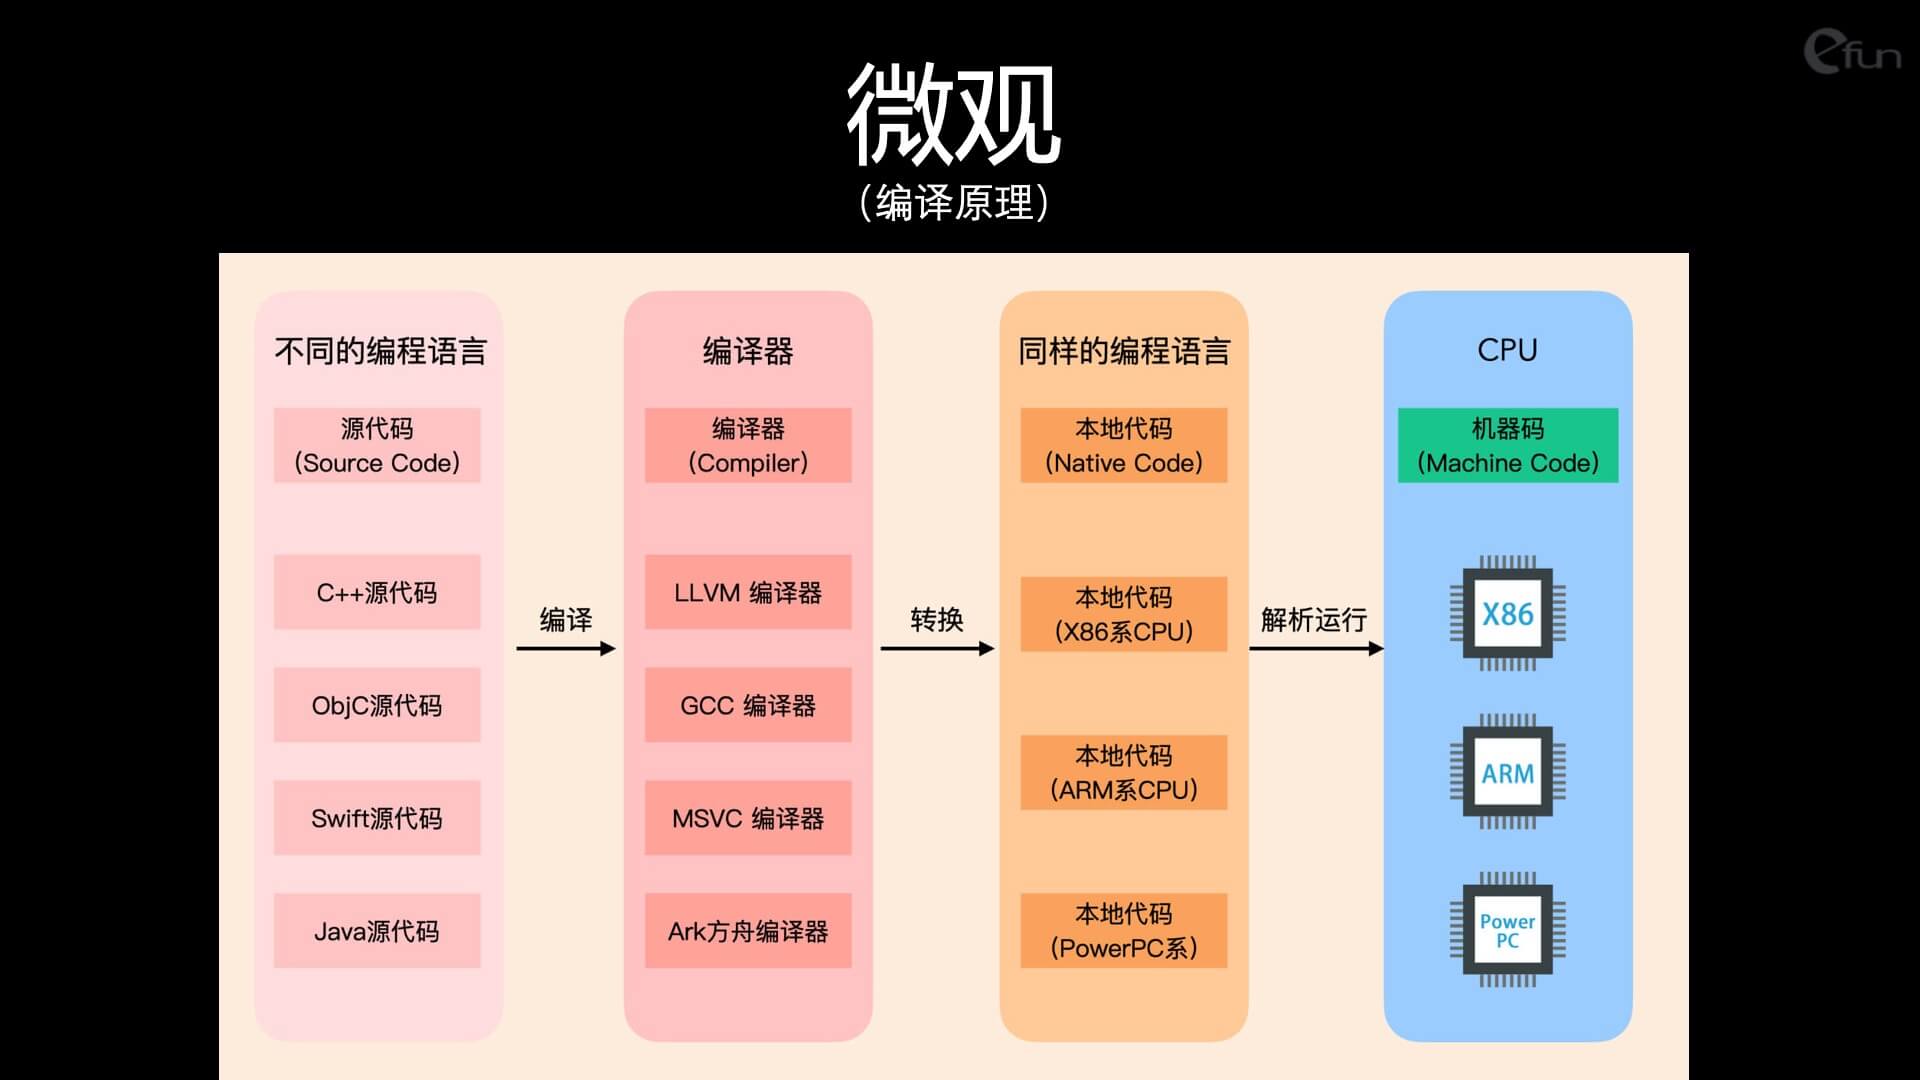 efun
微观
（编译原理）
不同的编程语言
源代码
（Source Code）
C++源代码
ObjC源代码
Swift源代码
Java源代码
编译
编译器
编译器
（Compiler）
LLVM 编译器
GCC 编译器
MSVC 编译器
Ark方舟编译器
转换
同样的编程语言
本地代码
（Native Code）
本地代码
（X86系CPU）
本地代码
（ARM系CPU）
本地代码
（PowerPC系）
解析运行
CPU
机器码
（Machine Code）
X86
ARM
Power
PC